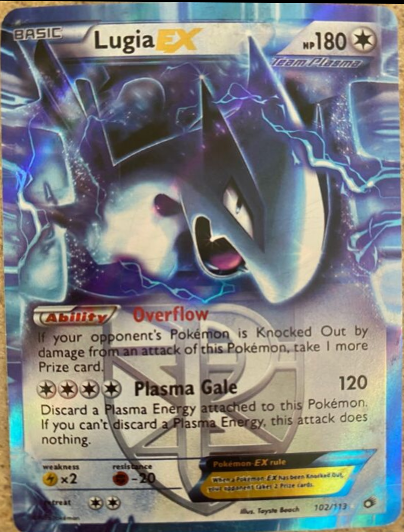 BASIC
Lugia EX
HP180
Team Plasma
Ability Overflow
If your opponent's Pokémon is Knocked Out by
damage from an attack of this Pokémon, take 1 more
Prize card.
Plasma Gale 120
Discard a Plasma Energy attached to this Pokémon.
If you can't discard a Plasma Energy, this attack does
nothing.
weakness
×2
resistance
-20
retreat
Pokémon EX rule
When a Pokémon-EX has been Knocked Out,
your opponent takes 2 Prize cards.
Illus. Toyste Beach 102/113